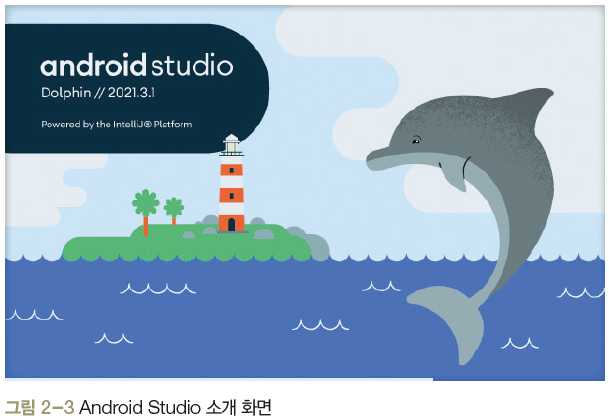 android studio
Dolphin // 2021.3.1
Powered by the IntelliJ® Platform
그림 2-3 Android Studio 소개 화면